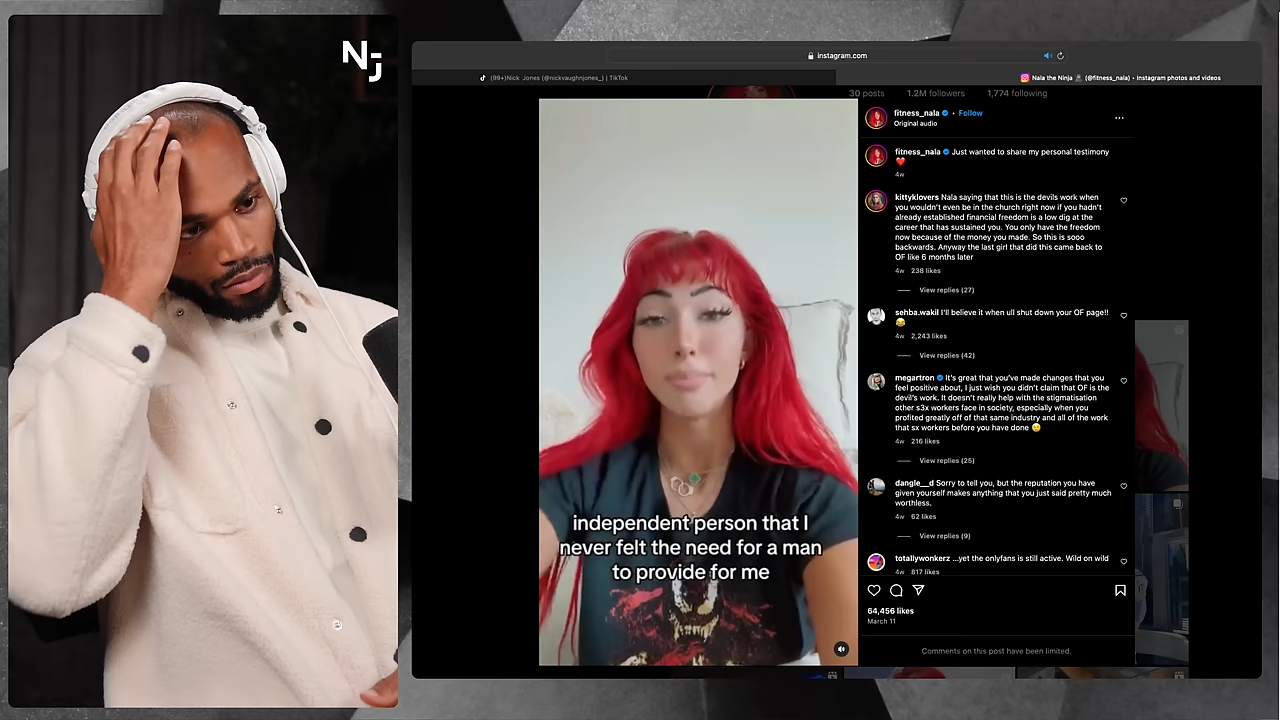 NJ
instagram.com
(99+)Nick Jones (@nickvaughnjones_) | TikTok
Nala the Ninja 🥷 (@fitness_nala) • Instagram photos and videos
30 posts 1.2M followers 1,774 following
fitness_nala • Follow
Original audio
fitness_nala Just wanted to share my personal testimony
❤️
4w
kittyklovers Nala saying that this is the devils work when
you wouldn't even be in the church right now if you hadn't
already established financial freedom is a low dig at the
career that has sustained you. You only have the freedom
now because of the money you made. So this is sooo
backwards. Anyway the last girl that did this came back to
OF like 6 months later
4w 238 likes
View replies (27)
sehba.wakil I'll believe it when ull shut down your OF page!!
😂
4w 2,243 likes
View replies (42)
megartron It's great that you've made changes that you
feel positive about, I just wish you didn't claim that OF is the
devil's work. It doesn't really help with the stigmatisation
other s3x workers face in society, especially when you
profited greatly off of that same industry and all of the work
that sx workers before you have done 😢
4w 216 likes
View replies (25)
dangle__d Sorry to tell you, but the reputation you have
given yourself makes anything that you just said pretty much
worthless.
4w 62 likes
View replies (9)
totallywonkerz ...yet the onlyfans is still active. Wild on wild
4w 817 likes
64,456 likes
March 11
Comments on this post have been limited.
independent person that I
never felt the need for a man
to provide for me